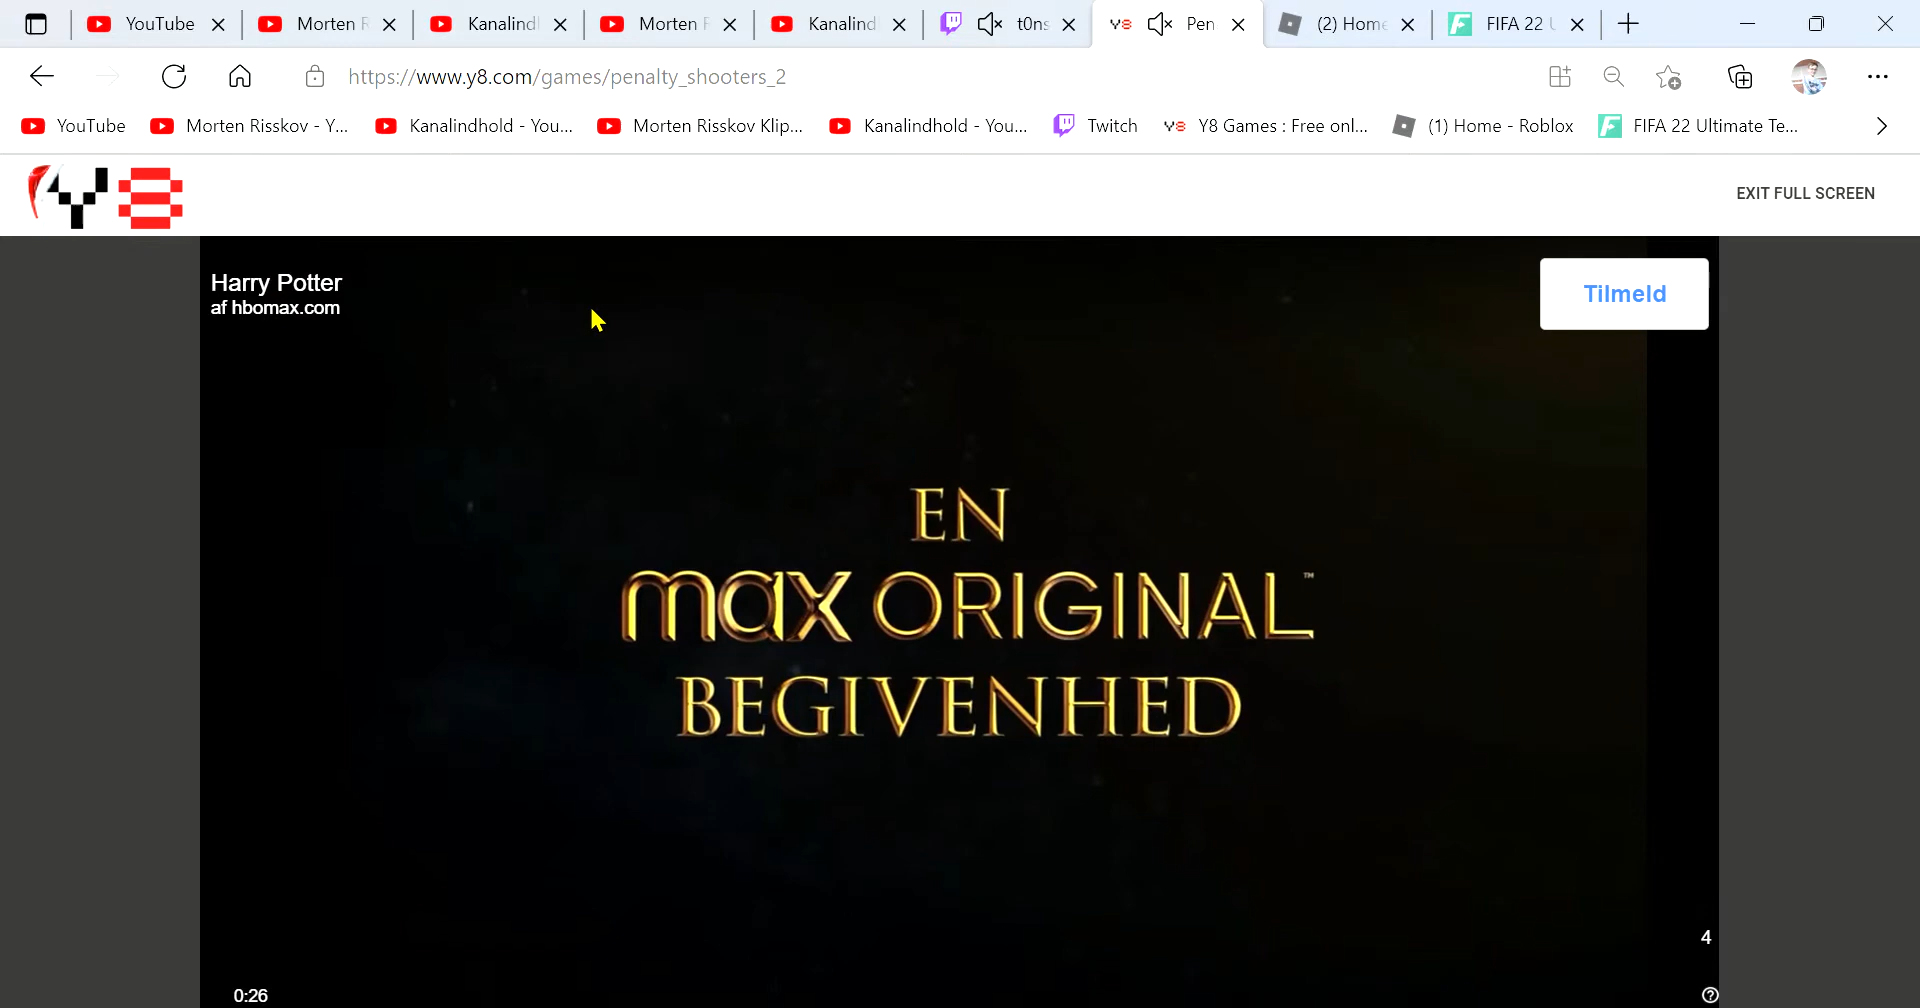 YouTube
Morten R
Kanalind
Morten F
Kanalind
t0ns
Pen
(2) Home
FIFA 22 U
https://www.y8.com/games/penalty_shooters_2
YouTube
Morten Risskov - Y...
Kanalindhold - You...
Morten Risskov Klip...
Kanalindhold - You...
Twitch
Y8 Games : Free onl...
(1) Home - Roblox
FIFA 22 Ultimate Te...
Y8
EXIT FULL SCREEN
Harry Potter
af hbomax.com
Tilmeld
EN
max ORIGINAL™
BEGIVENHED
4
0:26